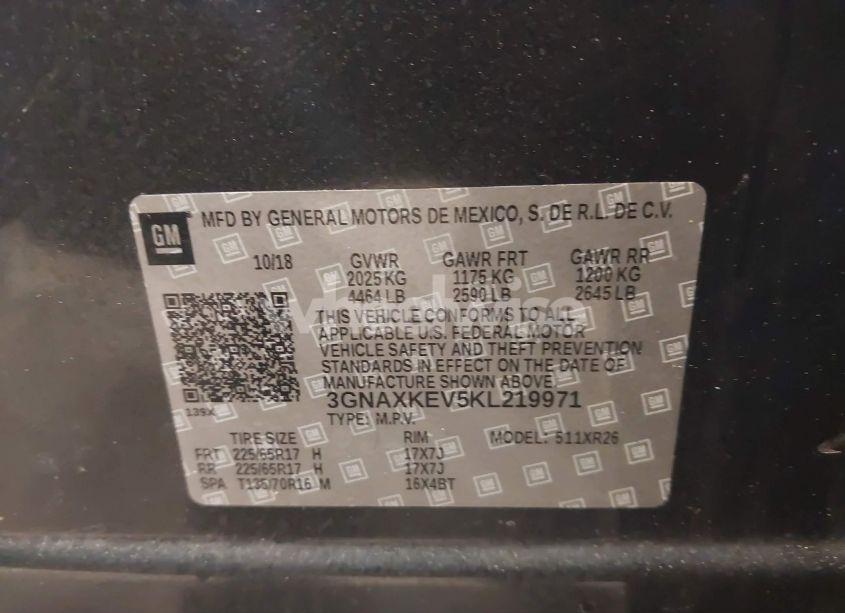 GM MFD BY GENERAL MOTORS DE MEXICO, S. DE R.L. DE C.V.
10/18 GVWR GAWR FRT GAWR RR
2025 KG 1175 KG 1200 KG
4464 LB 2590 LB 2645 LB
THIS VEHICLE CONFORMS TO ALL
APPLICABLE U.S. FEDERAL MOTOR
VEHICLE SAFETY AND THEFT PREVENTION
STANDARDS IN EFFECT ON THE DATE OF
MANUFACTURE SHOWN ABOVE.
139X 3GNAXKEV5KL219971
TYPE: M.P.V.
TIRE SIZE RIM MODEL: 511XR26
FRT 225/65R17 H 17X7J
RR 225/65R17 H 17X7J
SPA T135/70R16 M 16X4BT